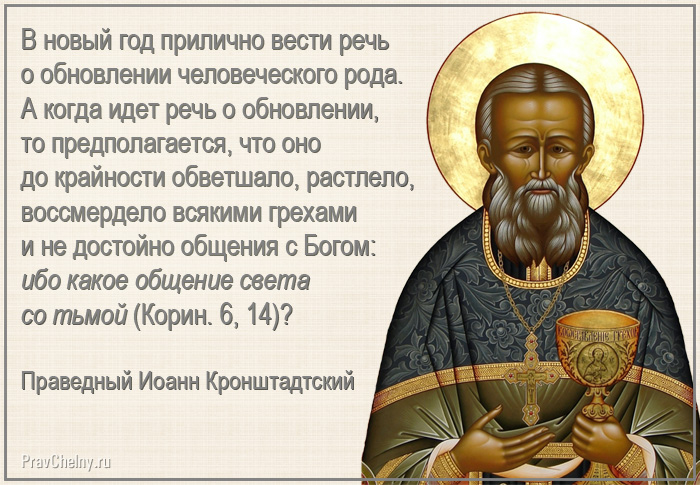 В новый год прилично вести речь
о обновлении человеческого рода.
А когда идет речь о обновлении,
то предполагается, что оно
до крайности обветшало, растлело,
воссмердело всякими грехами
и не достойно общения с Богом:
ибо какое общение света
со тьмой (Корин. 6, 14)?
Праведный Иоанн Кронштадтский
PravChelny.ru